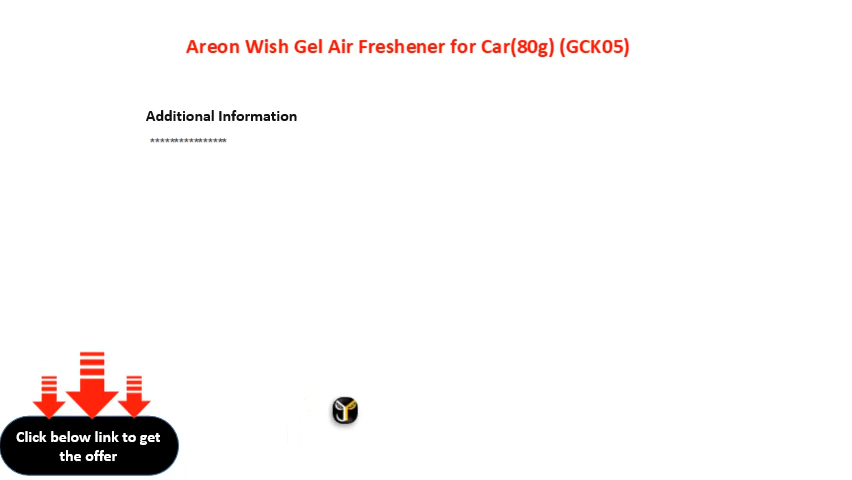 Areon Wish Gel Air Freshener for Car(80g) (GCK05)
Additional Information
****************
Click below link to get
the offer